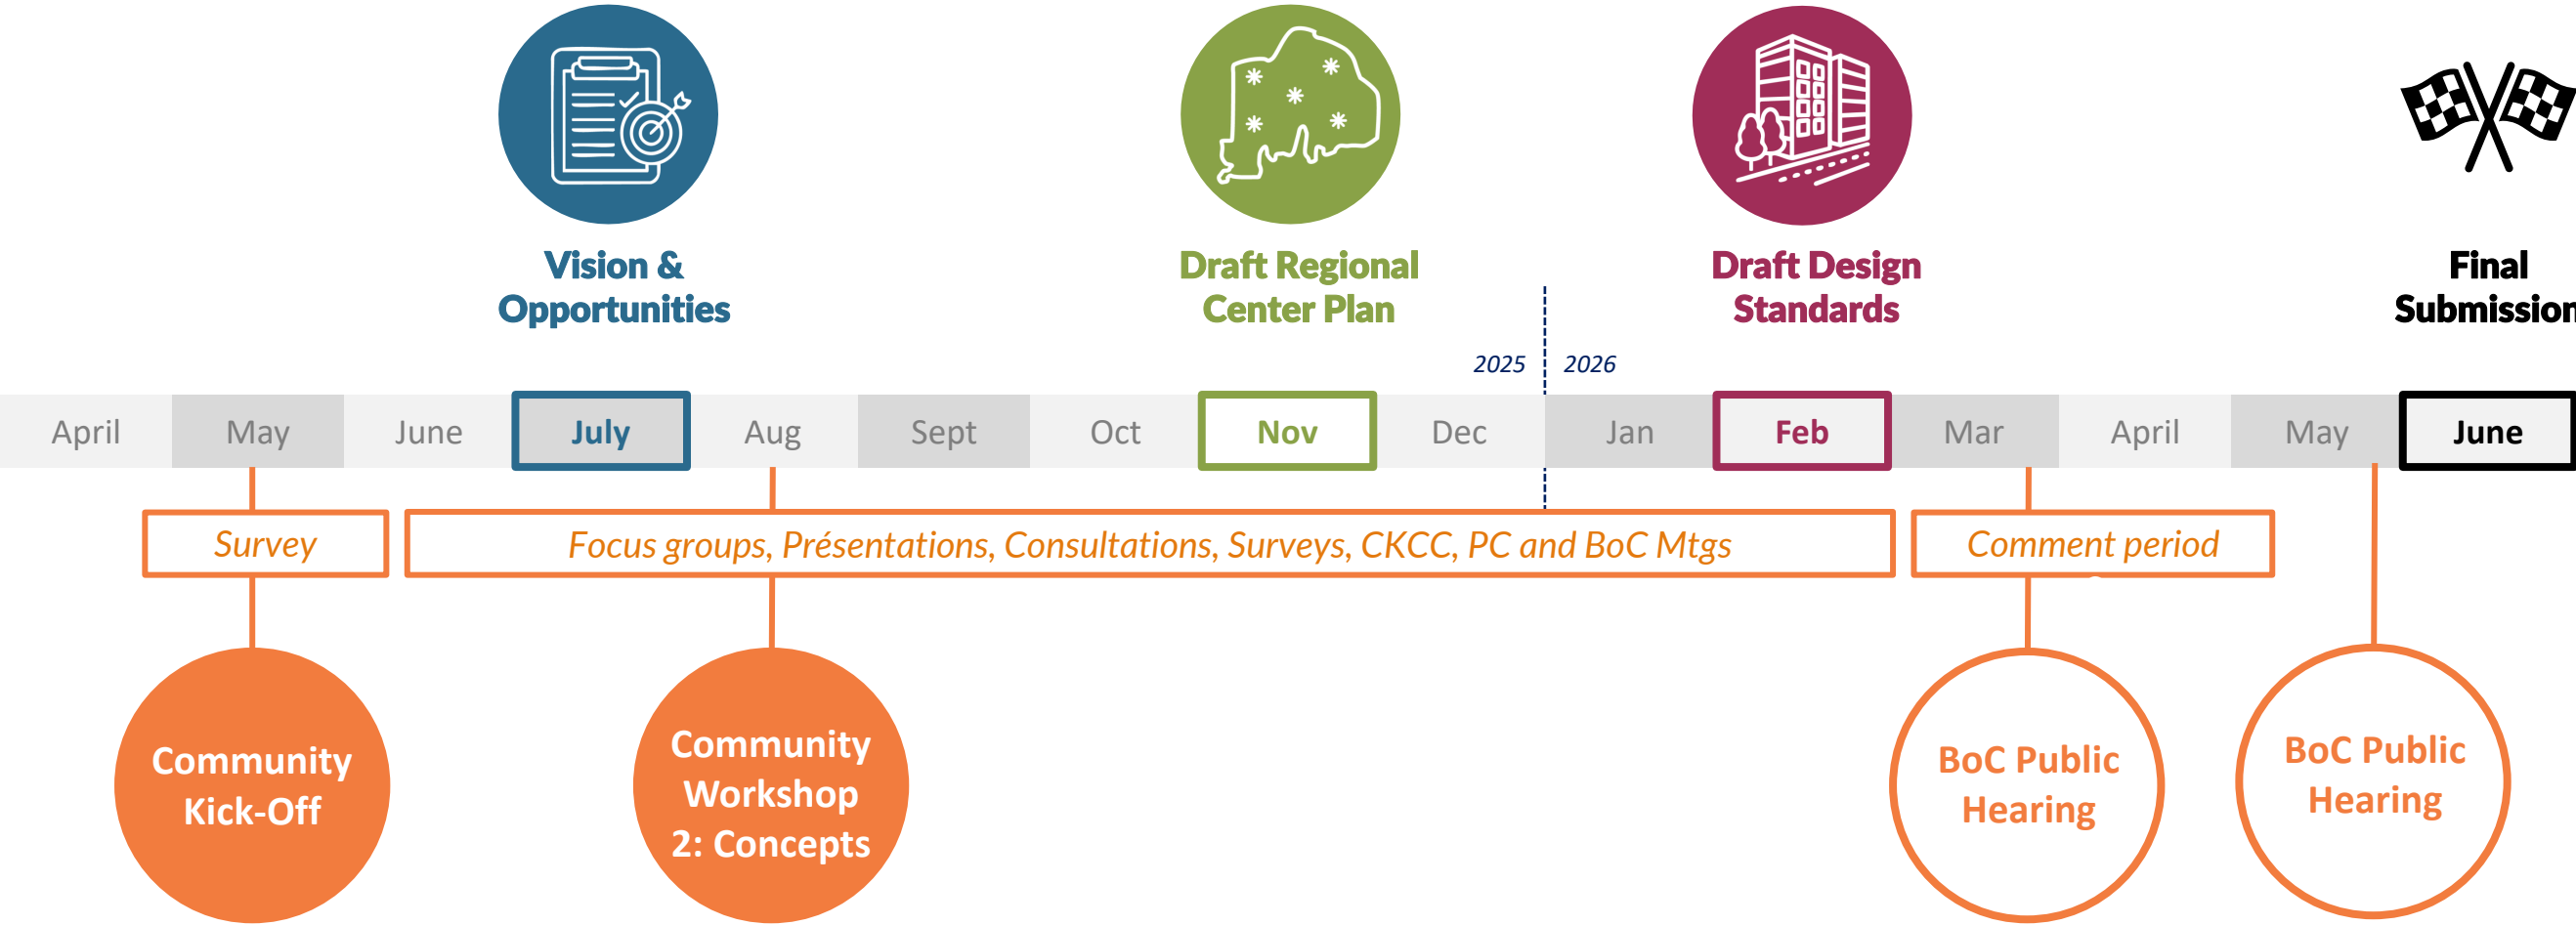 Vision &
Opportunities
Draft Regional
Center Plan
Draft Design
Standards
Final
Submission
2025
2026
April
May
June
July
Aug
Sept
Oct
Nov
Dec
Jan
Feb
Mar
April
May
June
Survey
Focus groups, Présentations, Consultations, Surveys, CKCC, PC and BoC Mtgs
Comment period
Community
Kick-Off
Community
Workshop
2: Concepts
BoC Public
Hearing
BoC Public
Hearing